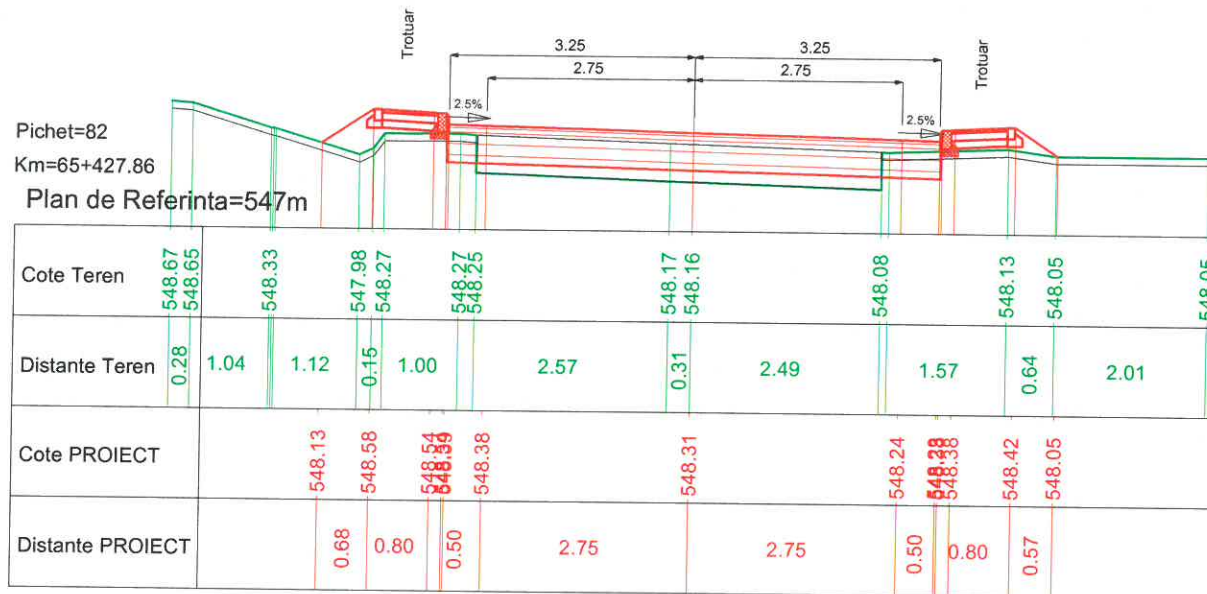 Trotuar
3.25 3.25
Trotuar
2.75 2.75
2.5% 2.5%
Pichet=82
Km=65+427.86
Plan de Referinta=547m
Cote Teren 548.67 548.65 548.33 547.98 548.27 548.27 548.25 548.17 548.16 548.08 548.13 548.05 548.05
Distante Teren 0.28 1.04 1.12 0.15 1.00 2.57 0.31 2.49 1.57 0.64 2.01
Cote PROIECT 548.13 548.58 548.54 548.38 548.31 548.24 548.38 548.42 548.05
Distante PROIECT 0.68 0.80 0.50 2.75 2.75 0.50 0.80 0.57